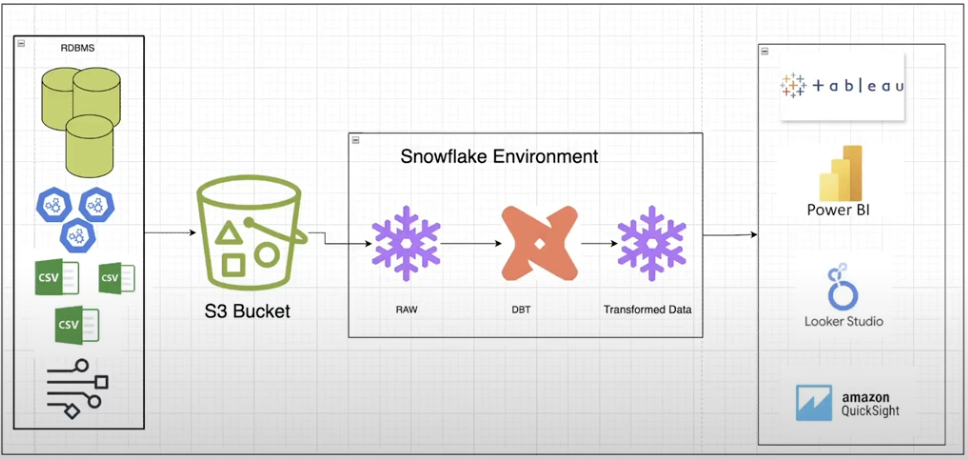 RDBMS
CSV
CSV
CSV
S3 Bucket
Snowflake Environment
RAW
DBT
Transformed Data
+ a b l e a u
Power BI
Looker Studio
amazon
QuickSight